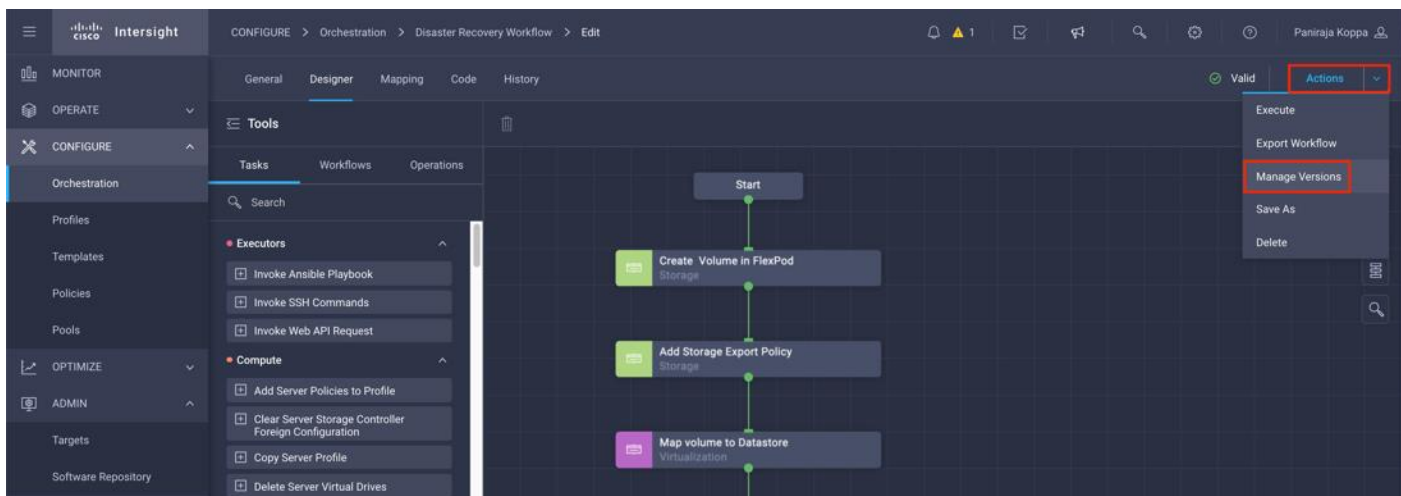 cisco Intersight
CONFIGURE > Orchestration > Disaster Recovery Workflow > Edit
1
Paniraja Koppa
MONITOR
OPERATE
CONFIGURE
Orchestration
Profiles
Templates
Policies
Pools
OPTIMIZE
ADMIN
Targets
Software Repository
General Designer Mapping Code History
Valid
Actions
Execute
Export Workflow
Manage Versions
Save As
Delete
Tools
Tasks Workflows Operations
Search
Executors
Invoke Ansible Playbook
Invoke SSH Commands
Invoke Web API Request
Compute
Add Server Policies to Profile
Clear Server Storage Controller
Foreign Configuration
Copy Server Profile
Delete Server Virtual Drives
Start
Create Volume in FlexPod
Storage
Add Storage Export Policy
Storage
Map volume to Datastore
Virtualization